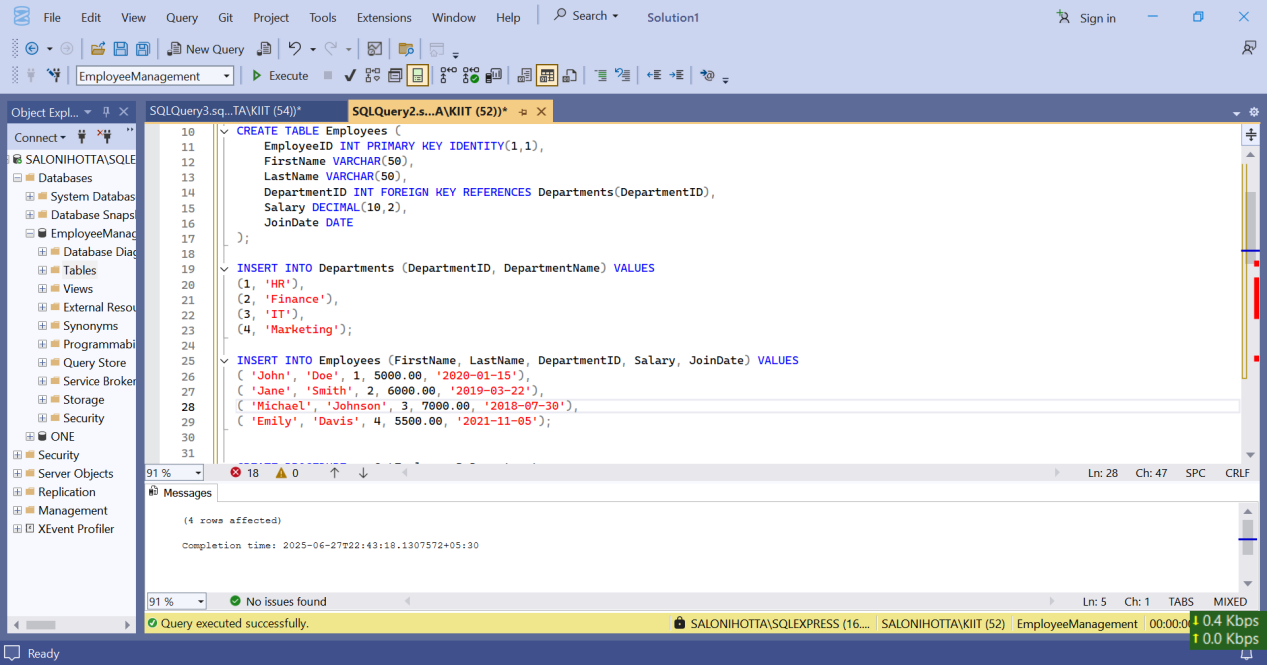 File Edit View Query Git Project Tools Extensions Window Help Search Solution1 Sign in
New Query
EmployeeManagement Execute
Object Expl... SQLQuery3.sq...TA\KIIT (54))* SQLQuery2.s...A\KIIT (52))*
Connect
SALONIHOTTA\SQLE
Databases
System Databas
Database Snaps
EmployeeManag
Database Diag
Tables
Views
External Resou
Synonyms
Programmabi
Query Store
Service Broker
Storage
Security
ONE
Security
Server Objects
Replication
Management
XEvent Profiler
10 CREATE TABLE Employees (
11 EmployeeID INT PRIMARY KEY IDENTITY(1,1),
12 FirstName VARCHAR(50),
13 LastName VARCHAR(50),
14 DepartmentID INT FOREIGN KEY REFERENCES Departments(DepartmentID),
15 Salary DECIMAL(10,2),
16 JoinDate DATE
17 );
18
19 INSERT INTO Departments (DepartmentID, DepartmentName) VALUES
20 (1, 'HR'),
21 (2, 'Finance'),
22 (3, 'IT'),
23 (4, 'Marketing');
24
25 INSERT INTO Employees (FirstName, LastName, DepartmentID, Salary, JoinDate) VALUES
26 ( 'John', 'Doe', 1, 5000.00, '2020-01-15'),
27 ( 'Jane', 'Smith', 2, 6000.00, '2019-03-22'),
28 ( 'Michael', 'Johnson', 3, 7000.00, '2018-07-30'),
29 ( 'Emily', 'Davis', 4, 5500.00, '2021-11-05');
30
31
91 % 18 0 Ln: 28 Ch: 47 SPC CRLF
Messages
(4 rows affected)
Completion time: 2025-06-27T22:43:18.1307572+05:30
91 % No issues found Ln: 5 Ch: 1 TABS MIXED
Query executed successfully. SALONIHOTTA\SQLEXPRESS (16.... SALONIHOTTA\KIIT (52) EmployeeManagement 00:00:0
0.4 Kbps
0.0 Kbps
Ready